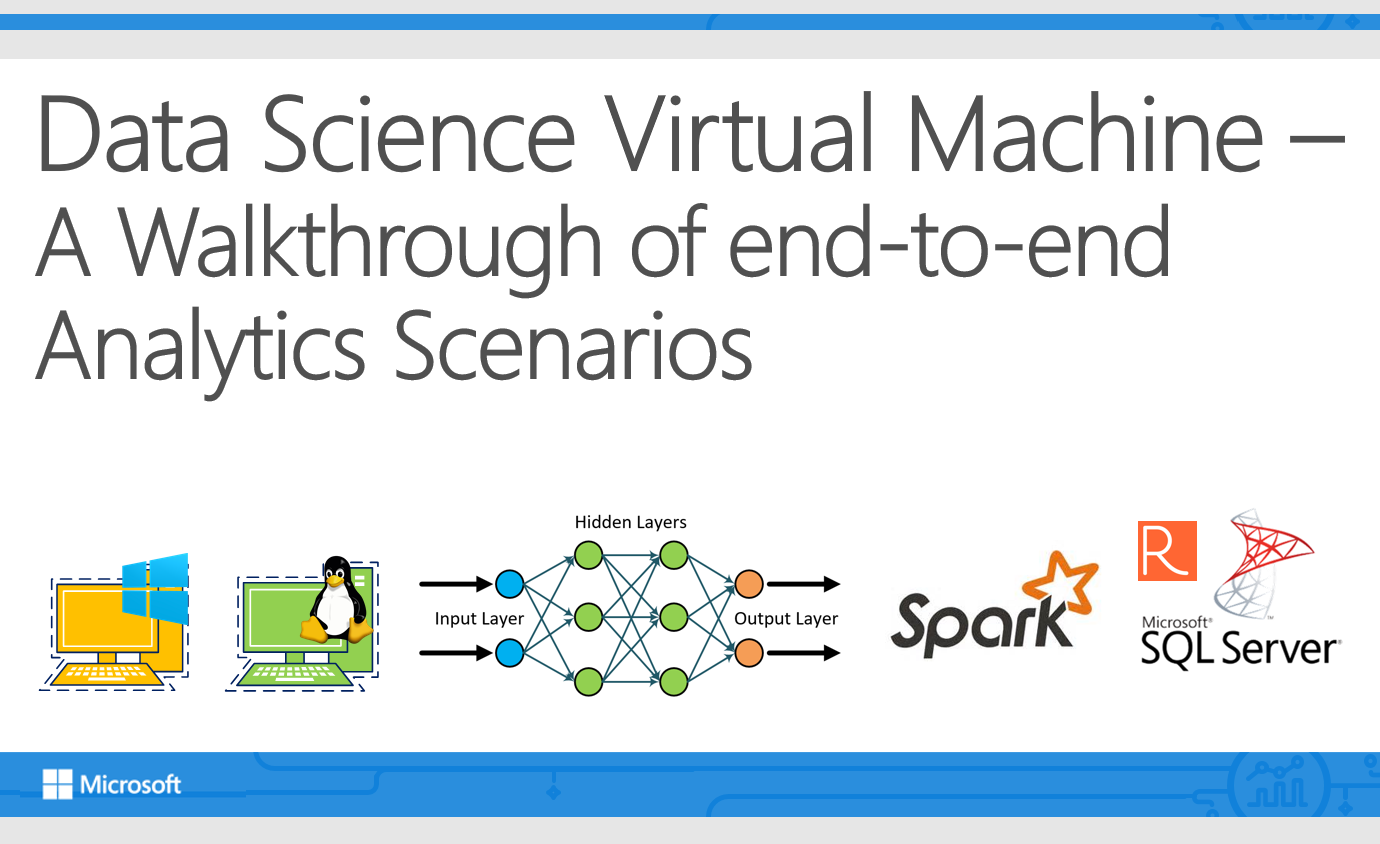 Data Science Virtual Machine –
A Walkthrough of end-to-end
Analytics Scenarios
Hidden Layers
Input Layer
Output Layer
Spark
R
Microsoft®
SQL Server®
™
Microsoft